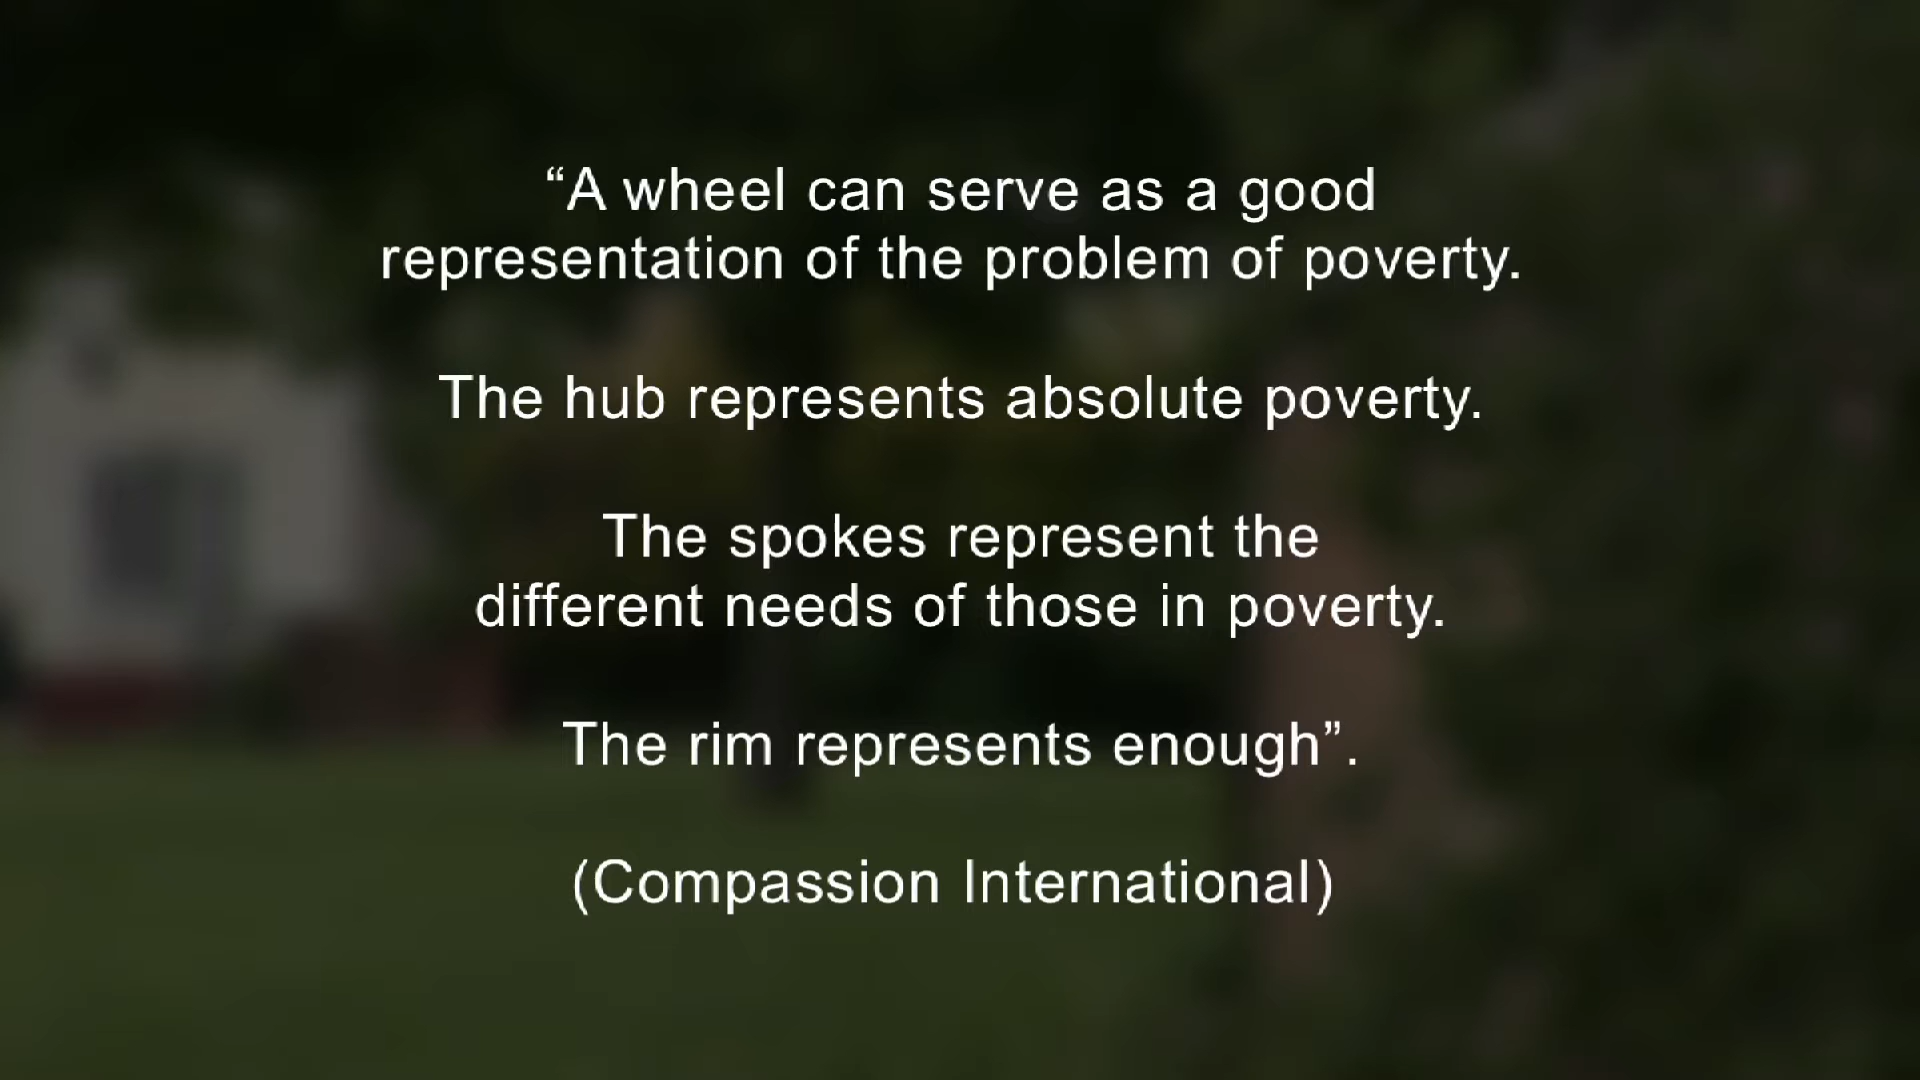 “A wheel can serve as a good
representation of the problem of poverty.
The hub represents absolute poverty.
The spokes represent the
different needs of those in poverty.
The rim represents enough”.
(Compassion International)